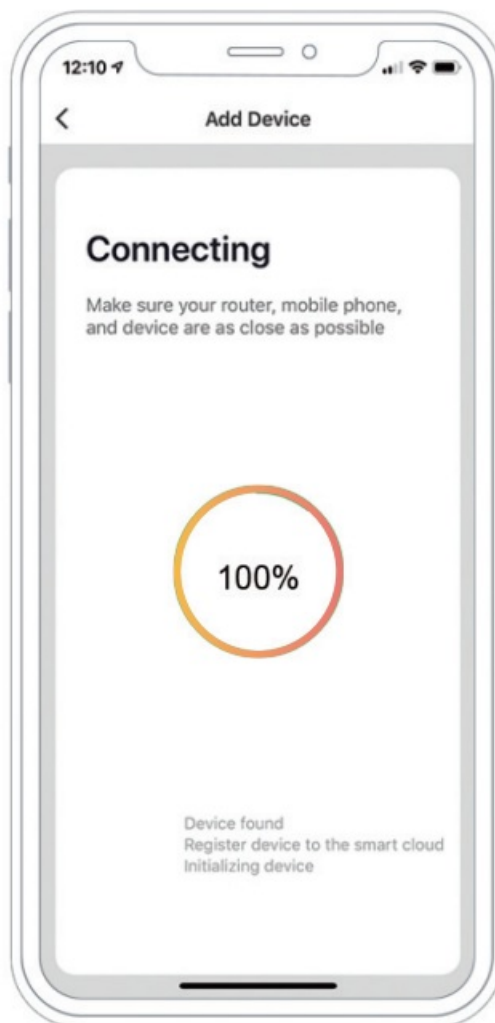 12:10
Add Device
Connecting
Make sure your router, mobile phone,
and device are as close as possible
100%
Device found
Register device to the smart cloud
Initializing device